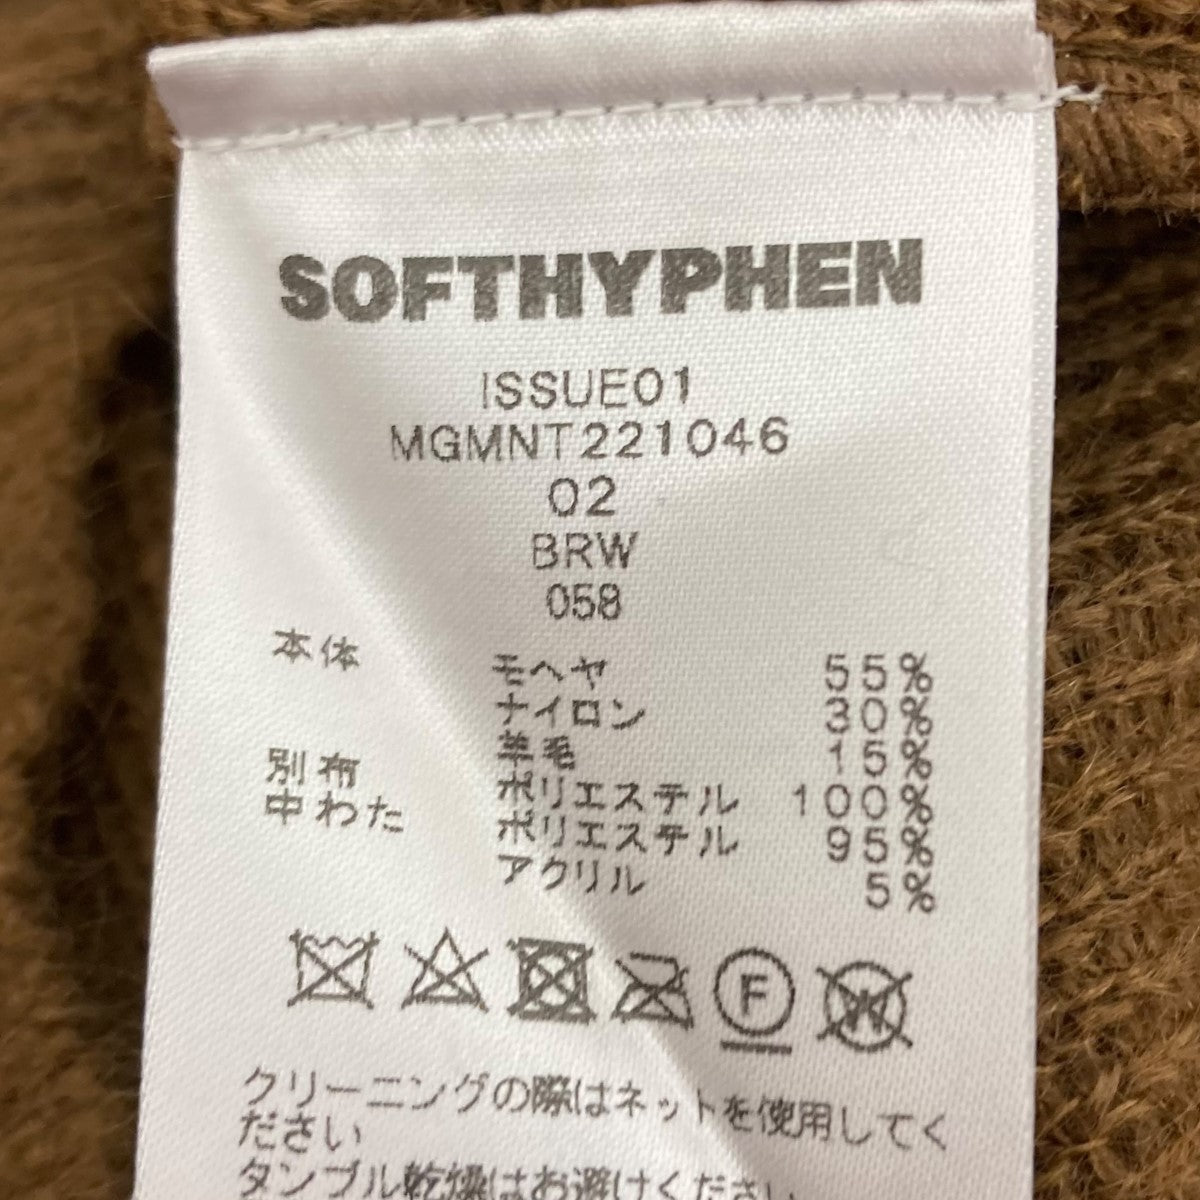 SOFTHYPHEN
ISSUE01
MGMNT221046
02
BRW
058
本体 モヘヤ 55%
ナイロン 30%
羊毛 15%
別布 ポリエステル 100%
中わた ポリエステル 95%
アクリル 5%
F W
クリーニングの際はネットを使用してく
ださい
タンブル乾燥はお避けください